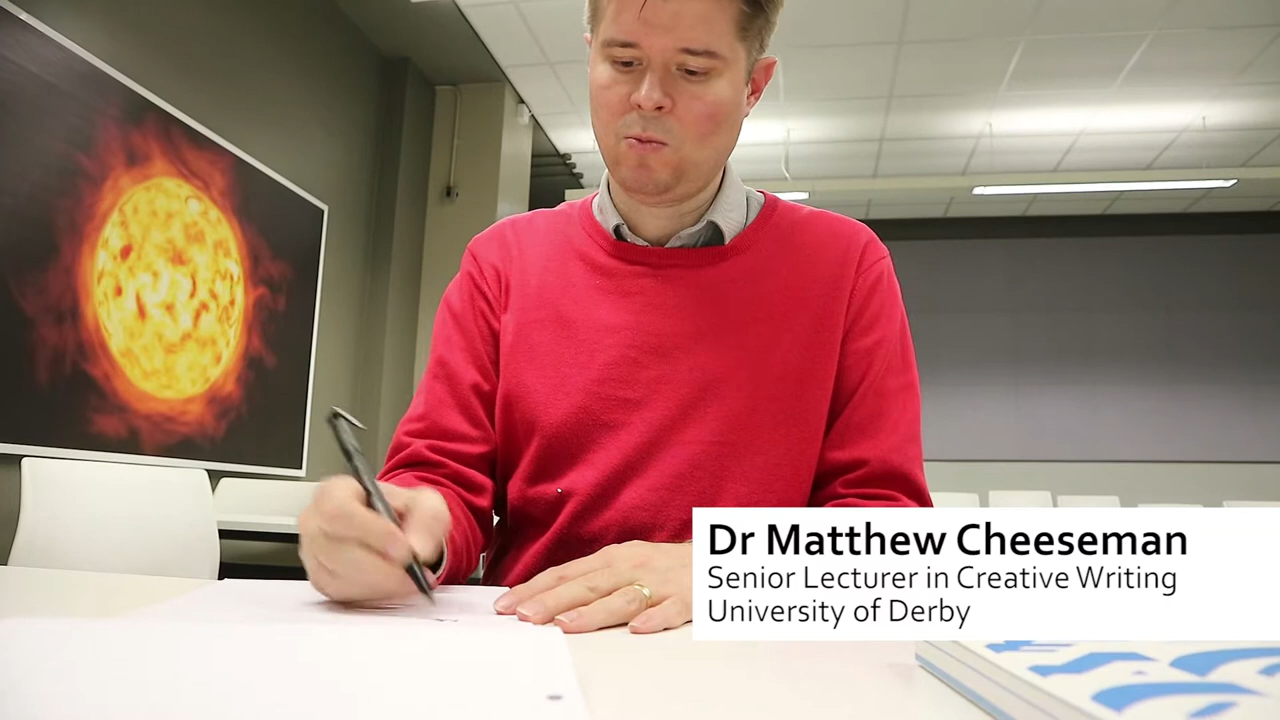 Dr Matthew Cheeseman
Senior Lecturer in Creative Writing
University of Derby